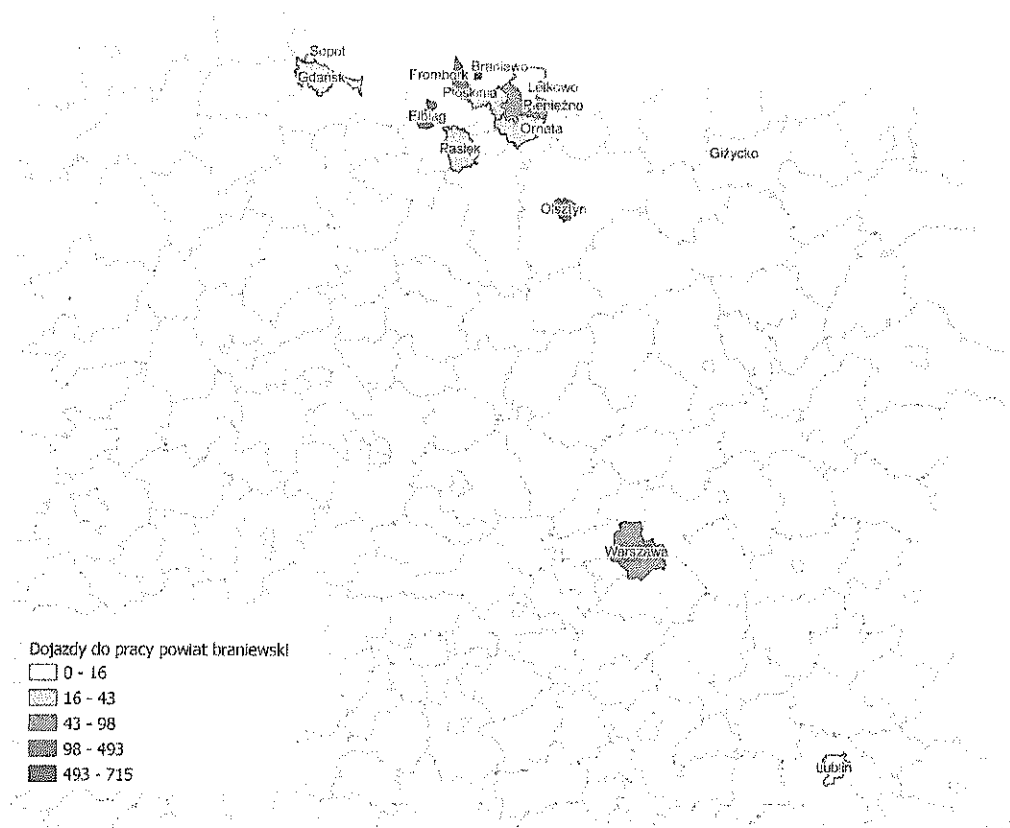 Sopot
Gdańsk
Braniewo
Frombork
Lelkowo
Płoskinia
Pieniężno
Elbląg
Orneta
Pasłęk
Giżycko
Olsztyn
Warszawa
Dojazdy do pracy powiat braniewski
0 - 16
16 - 43
43 - 98
98 - 493
493 - 715
Lublin